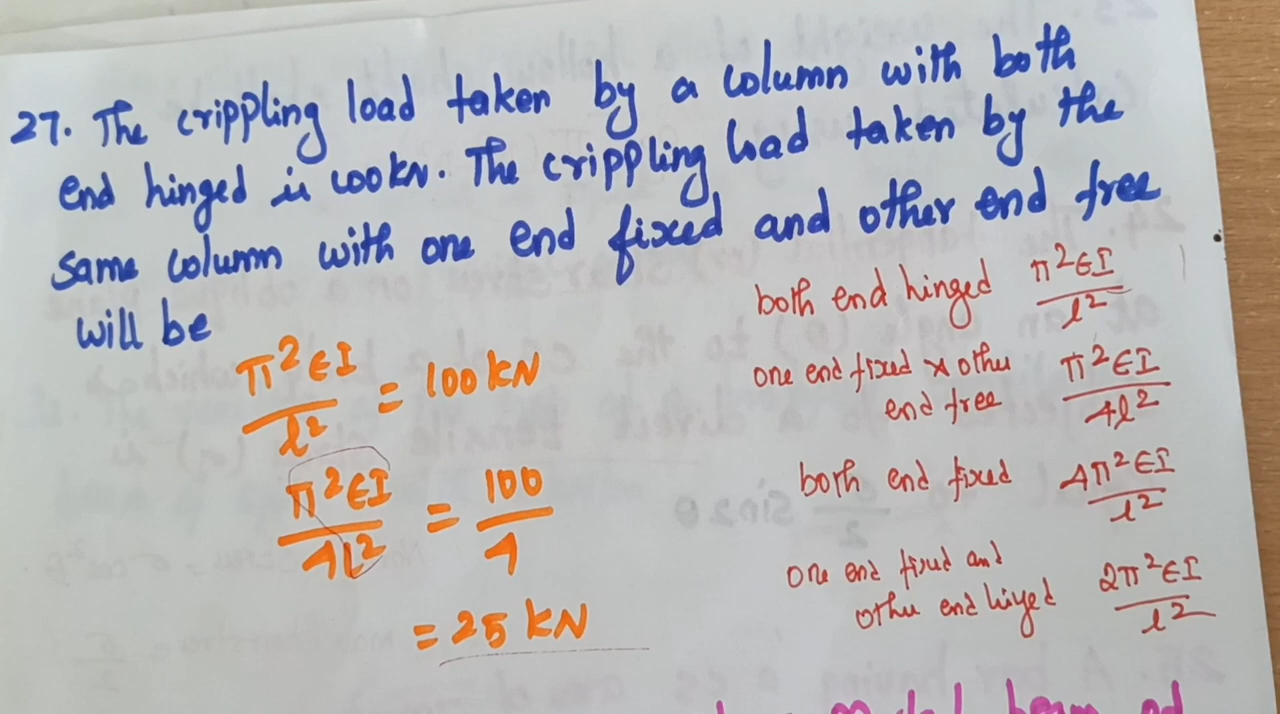 27. The crippling load taken by a column with both
end hinged is 100kN. The crippling load taken by the
same column with one end fixed and other end free
will be
π²EI / l² = 100 kN
π²EI / 4L² = 100 / 4
= 25 kN
both end hinged π²EI / l²
one end fixed & other end free π²EI / 4l²
both end fixed 4π²EI / l²
one end fixed and other end hinged 2π²EI / l²